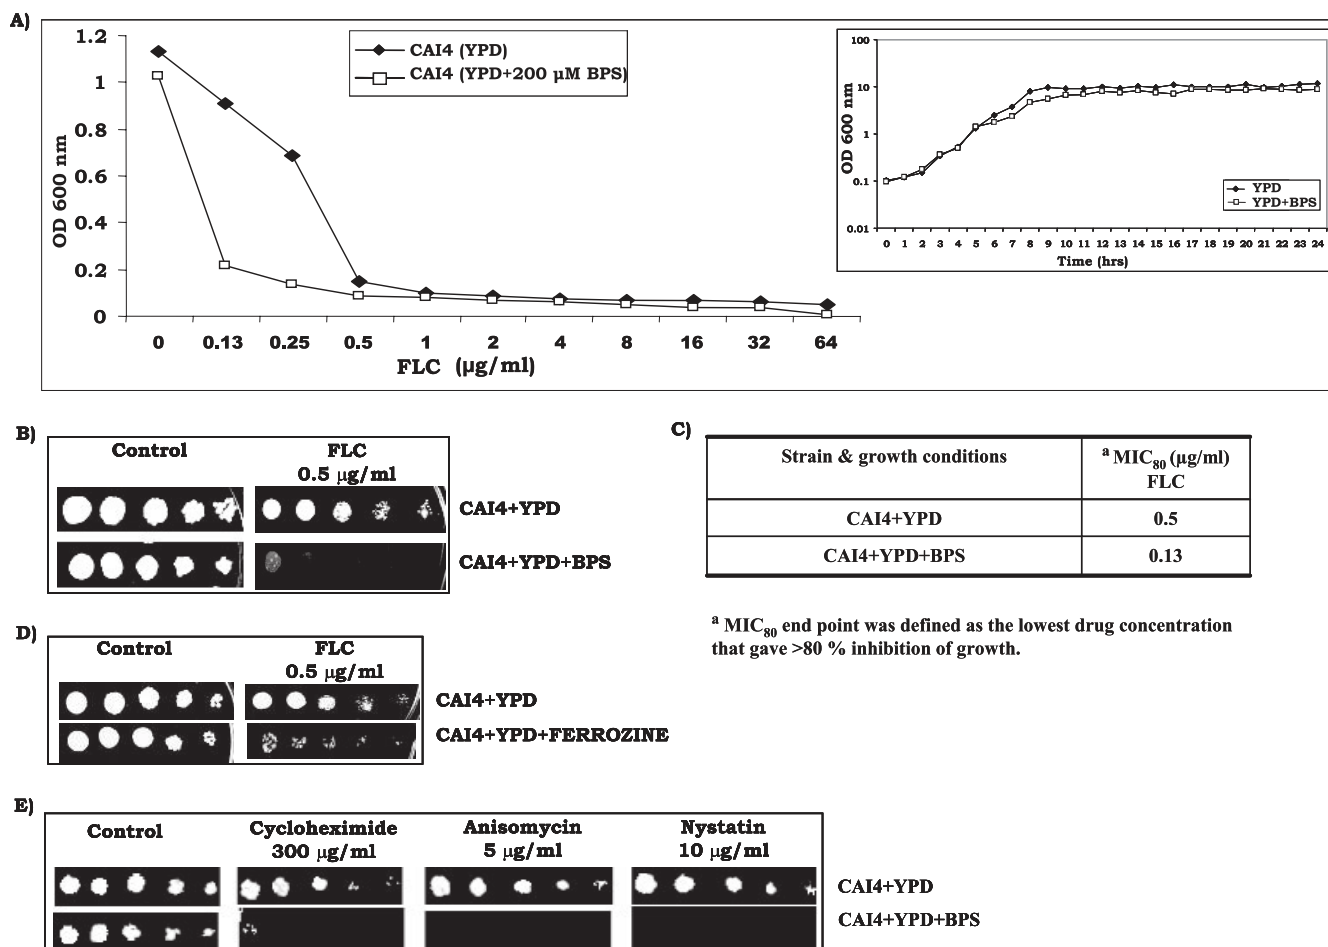 A)
1.2
1
0.8
0.6
0.4
0.2
0
OD 600 nm
0 0.13 0.25 0.5 1 2 4 8 16 32 64
FLC (µg/ml)
CAI4 (YPD)
CAI4 (YPD+200 µM BPS)
100
10
1
0.1
0.01
OD 600 nm
0 1 2 3 4 5 6 7 8 9 10 11 12 13 14 15 16 17 18 19 20 21 22 23 24
Time (hrs)
YPD
YPD+BPS
B)
Control FLC
0.5 µg/ml
CAI4+YPD
CAI4+YPD+BPS
C)
Strain & growth conditions a MIC80 (µg/ml)
FLC
CAI4+YPD 0.5
CAI4+YPD+BPS 0.13
a MIC80 end point was defined as the lowest drug concentration
that gave >80 % inhibition of growth.
D)
Control FLC
0.5 µg/ml
CAI4+YPD
CAI4+YPD+FERROZINE
E)
Control Cycloheximide Anisomycin Nystatin
300 µg/ml 5 µg/ml 10 µg/ml
CAI4+YPD
CAI4+YPD+BPS